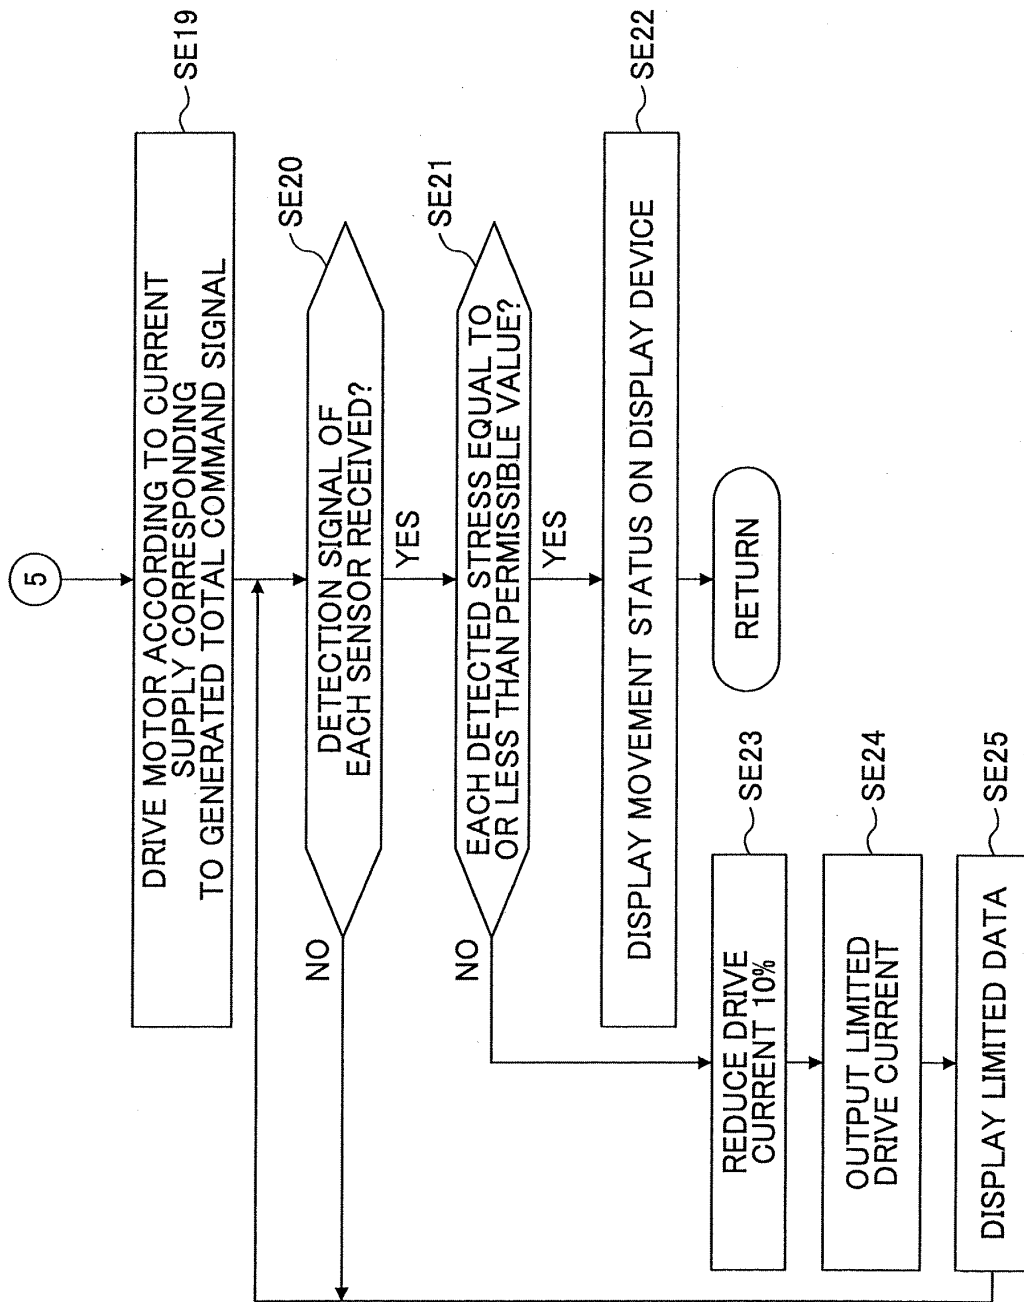 5
DRIVE MOTOR ACCORDING TO CURRENT
SUPPLY CORRESPONDING
TO GENERATED TOTAL COMMAND SIGNAL
SE19
DETECTION SIGNAL OF
EACH SENSOR RECEIVED?
SE20
NO
YES
EACH DETECTED STRESS EQUAL TO
OR LESS THAN PERMISSIBLE VALUE?
SE21
NO
YES
DISPLAY MOVEMENT STATUS ON DISPLAY DEVICE
SE22
RETURN
REDUCE DRIVE
CURRENT 10%
SE23
OUTPUT LIMITED
DRIVE CURRENT
SE24
DISPLAY LIMITED DATA
SE25